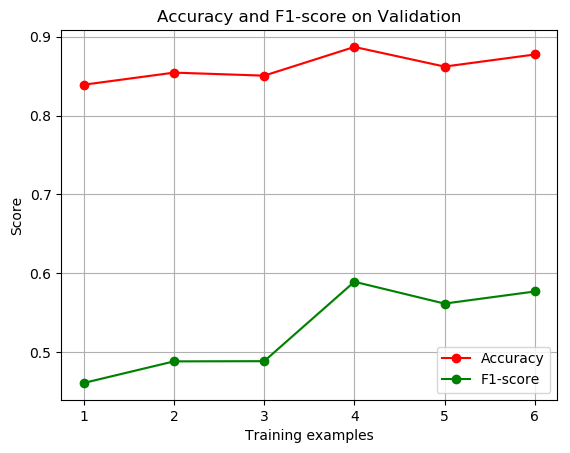 Accuracy and F1-score on Validation
0.9
0.8
0.7
0.6
0.5
Score
1 2 3 4 5 6
Training examples
Accuracy
F1-score